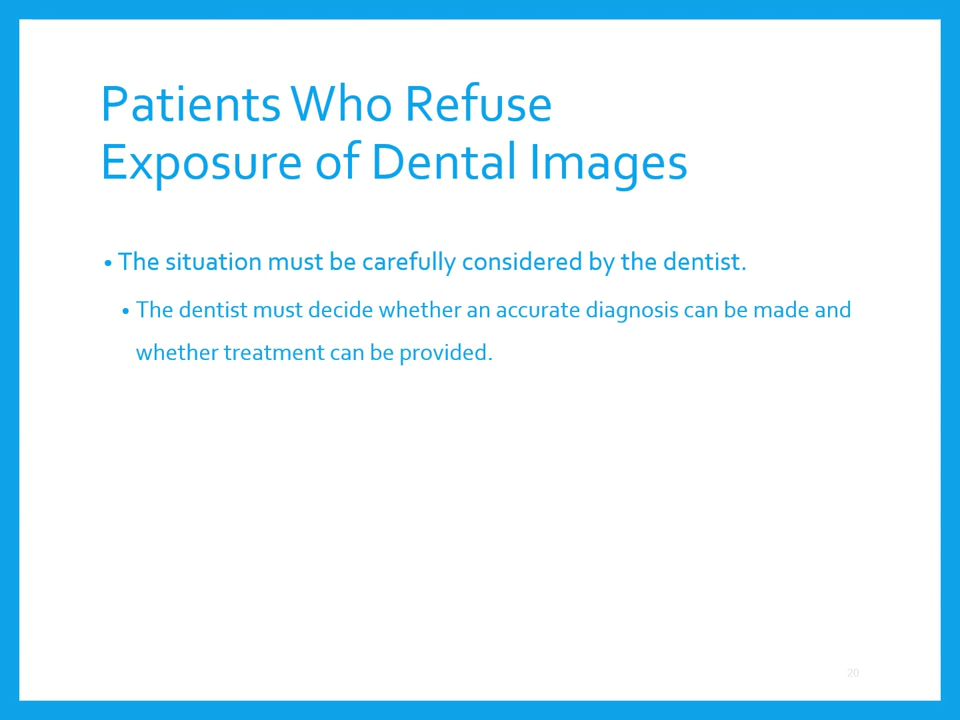 Patients Who Refuse
Exposure of Dental Images
• The situation must be carefully considered by the dentist.
• The dentist must decide whether an accurate diagnosis can be made and
whether treatment can be provided.
20